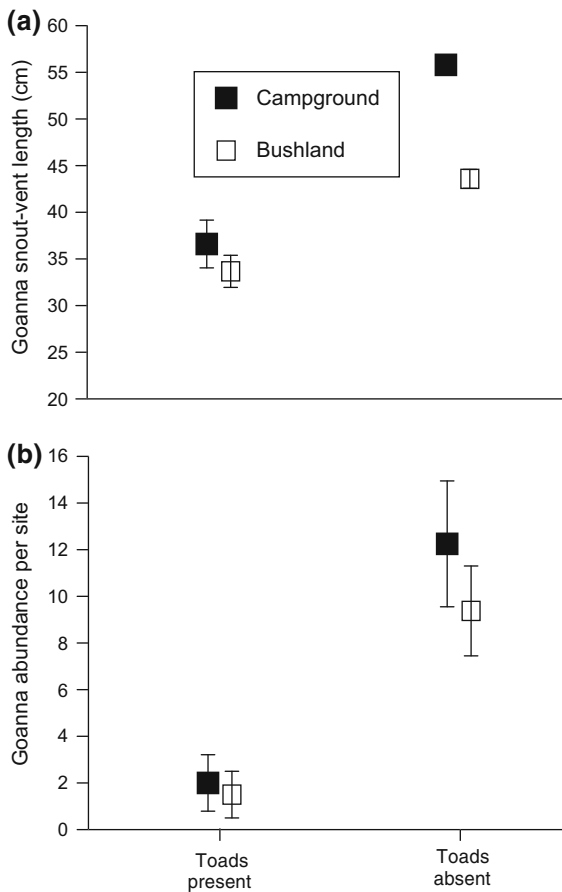 (a)
Goanna snout-vent length (cm)
60
55
50
45
40
35
30
25
20
Campground
Bushland
(b)
Goanna abundance per site
16
14
12
10
8
6
4
2
0
Toads
present
Toads
absent